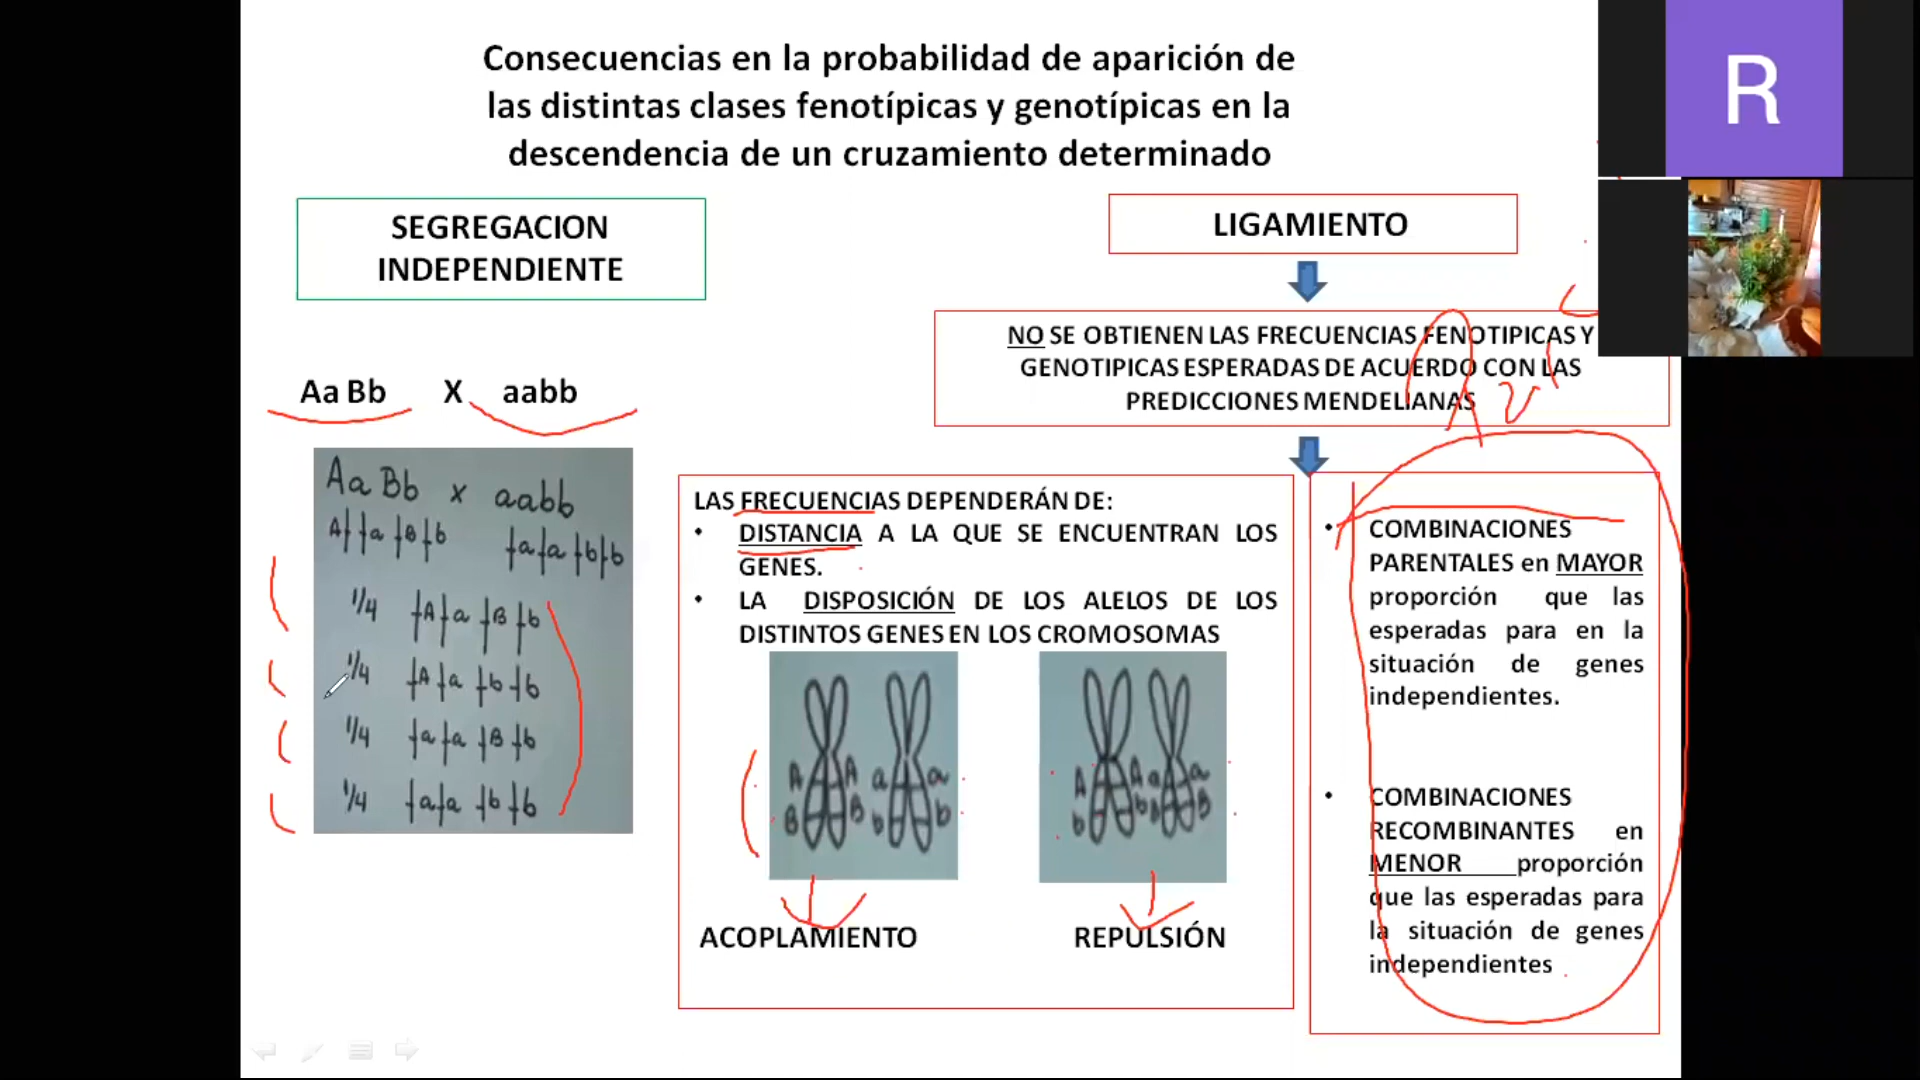 Consecuencias en la probabilidad de aparición de
las distintas clases fenotípicas y genotípicas en la
descendencia de un cruzamiento determinado
R
SEGREGACION
INDEPENDIENTE
Aa Bb X aabb
AaBb x aabb
A a B b a a b b
1/4 A a B b
1/4 A a b b
1/4 a a B b
1/4 a a b b
LIGAMIENTO
NO SE OBTIENEN LAS FRECUENCIAS FENOTIPICAS Y
GENOTIPICAS ESPERADAS DE ACUERDO CON LAS
PREDICCIONES MENDELIANAS
LAS FRECUENCIAS DEPENDERÁN DE:
• DISTANCIA A LA QUE SE ENCUENTRAN LOS
GENES.
• LA DISPOSICIÓN DE LOS ALELOS DE LOS
DISTINTOS GENES EN LOS CROMOSOMAS
A A a a
B B b b
A A a a
b b B B
ACOPLAMIENTO
REPULSIÓN
• COMBINACIONES
PARENTALES en MAYOR
proporción que las
esperadas para en la
situación de genes
independientes.
• COMBINACIONES
RECOMBINANTES en
MENOR proporción
que las esperadas para
la situación de genes
independientes